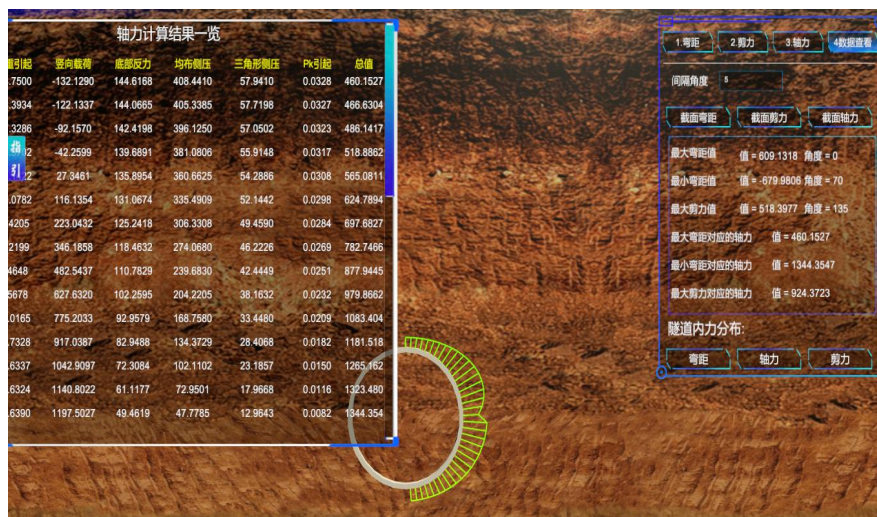 轴力计算结果一览
重引起 竖向载荷 底部反力 均布侧压 三角形侧压 Pk引起 总值
.7500 -132.1290 144.6168 408.4410 57.9410 0.0328 460.1527
.3934 -122.1337 144.0665 405.3385 57.7198 0.0327 466.6304
.3286 -92.1570 142.4198 396.1250 57.0502 0.0323 486.1417
2 -42.2599 139.6891 381.0806 55.9148 0.0317 518.8862
2 27.3461 135.8954 360.6625 54.2886 0.0308 565.0811
.0782 116.1354 131.0674 335.4909 52.1442 0.0298 624.7894
.4205 223.0432 125.2418 306.3308 49.4590 0.0284 697.6827
.2199 346.1858 118.4632 274.0680 46.2226 0.0269 782.7466
.4648 482.5437 110.7829 239.6830 42.4449 0.0251 877.9445
.5678 627.6320 102.2595 204.2205 38.1632 0.0232 979.8662
.0165 775.2033 92.9579 168.7580 33.4480 0.0209 1083.404
.7328 917.0387 82.9488 134.3729 28.4068 0.0182 1181.518
.6337 1042.9097 72.3084 102.1102 23.1857 0.0150 1265.162
.6324 1140.8022 61.1177 72.9501 17.9668 0.0116 1323.480
.6390 1197.5027 49.4619 47.7785 12.9643 0.0082 1344.354
指引
1.弯距 2.剪力 3.轴力 4数据查看
间隔角度 5
截面弯距 截面剪力 截面轴力
最大弯距值 值 = 609.1318 角度 = 0
最小弯距值 值 = -679.9806 角度 = 70
最大剪力值 值 = 518.3977 角度 = 135
最大弯距对应的轴力 值 = 460.1527
最小弯距对应的轴力 值 = 1344.3547
最大剪力对应的轴力 值 = 924.3723
隧道内力分布:
弯距 轴力 剪力